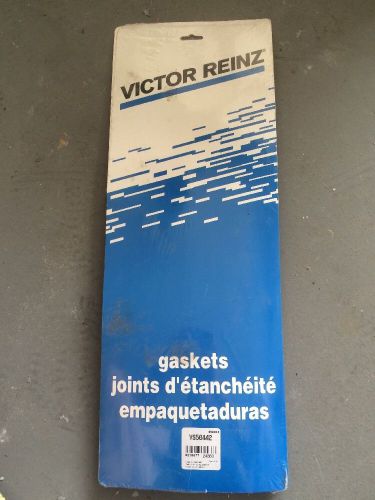 VICTOR REINZ®
gaskets
joints d'étanchéité
empaquetaduras
VS50442